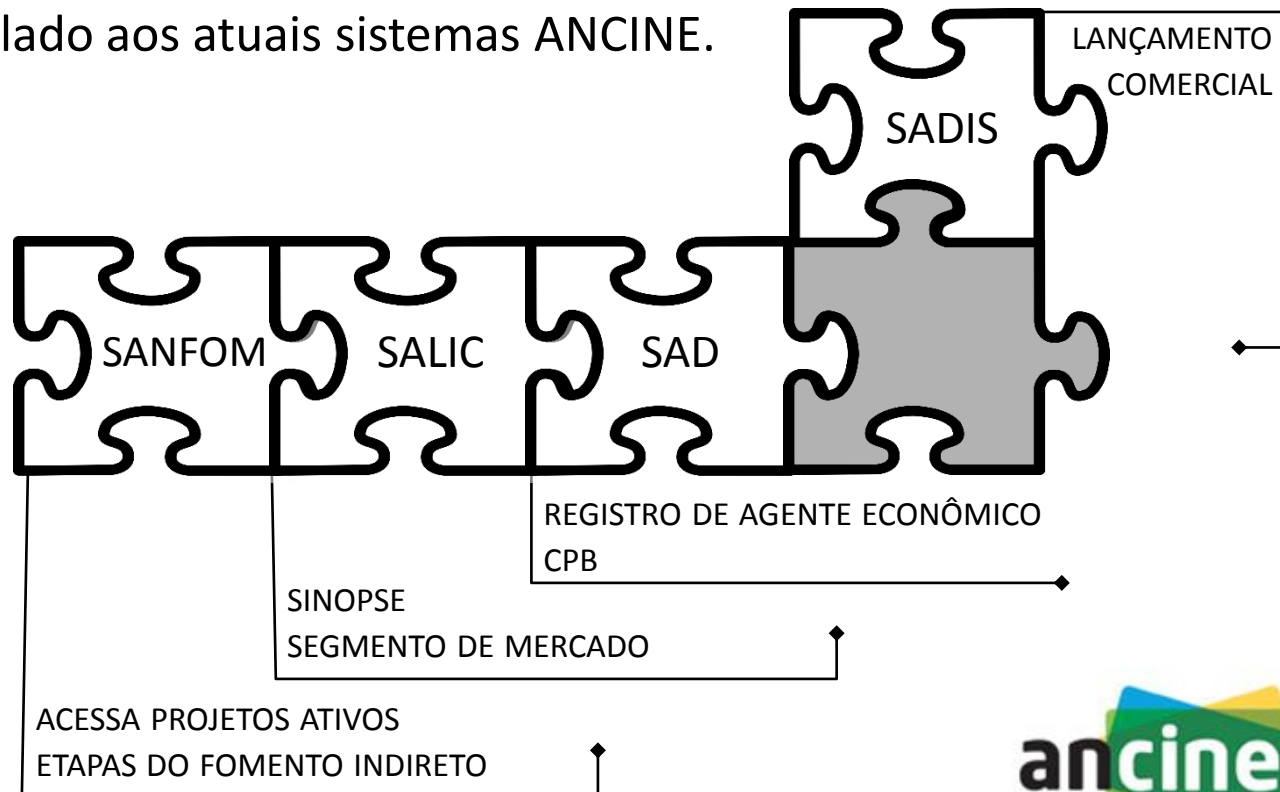 lado aos atuais sistemas ANCINE.
LANÇAMENTO
COMERCIAL
SADIS
SANFOM
SALIC
SAD
REGISTRO DE AGENTE ECONÔMICO
CPB
SINOPSE
SEGMENTO DE MERCADO
ACESSA PROJETOS ATIVOS
ETAPAS DO FOMENTO INDIRETO
ancine